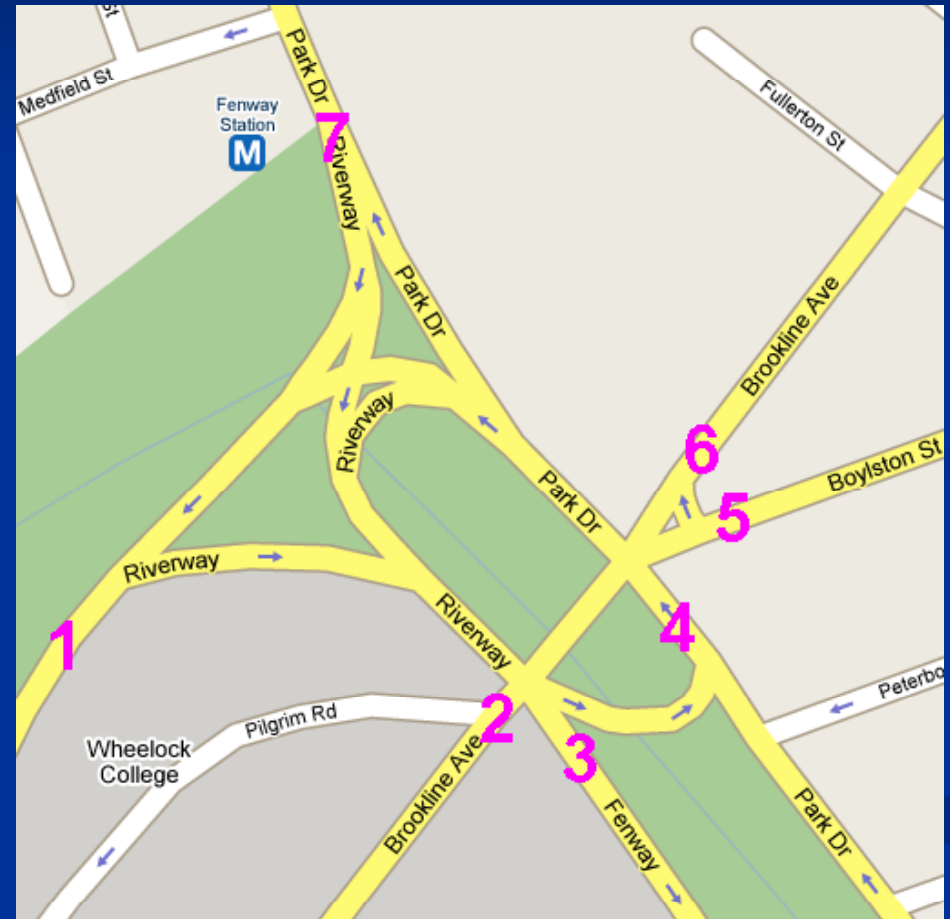 St
Park Dr
Medfield St
Fenway
Station
M
7
Riverway
Fullerton St
Park Dr
Brookline Ave
Riverway
6
Boylston St
5
Park Dr
Riverway
Riverway
1
4
2
Pilgrim Rd
3
Wheelock
College
Brookline Ave
Peterbo
Fenway
Park Dr